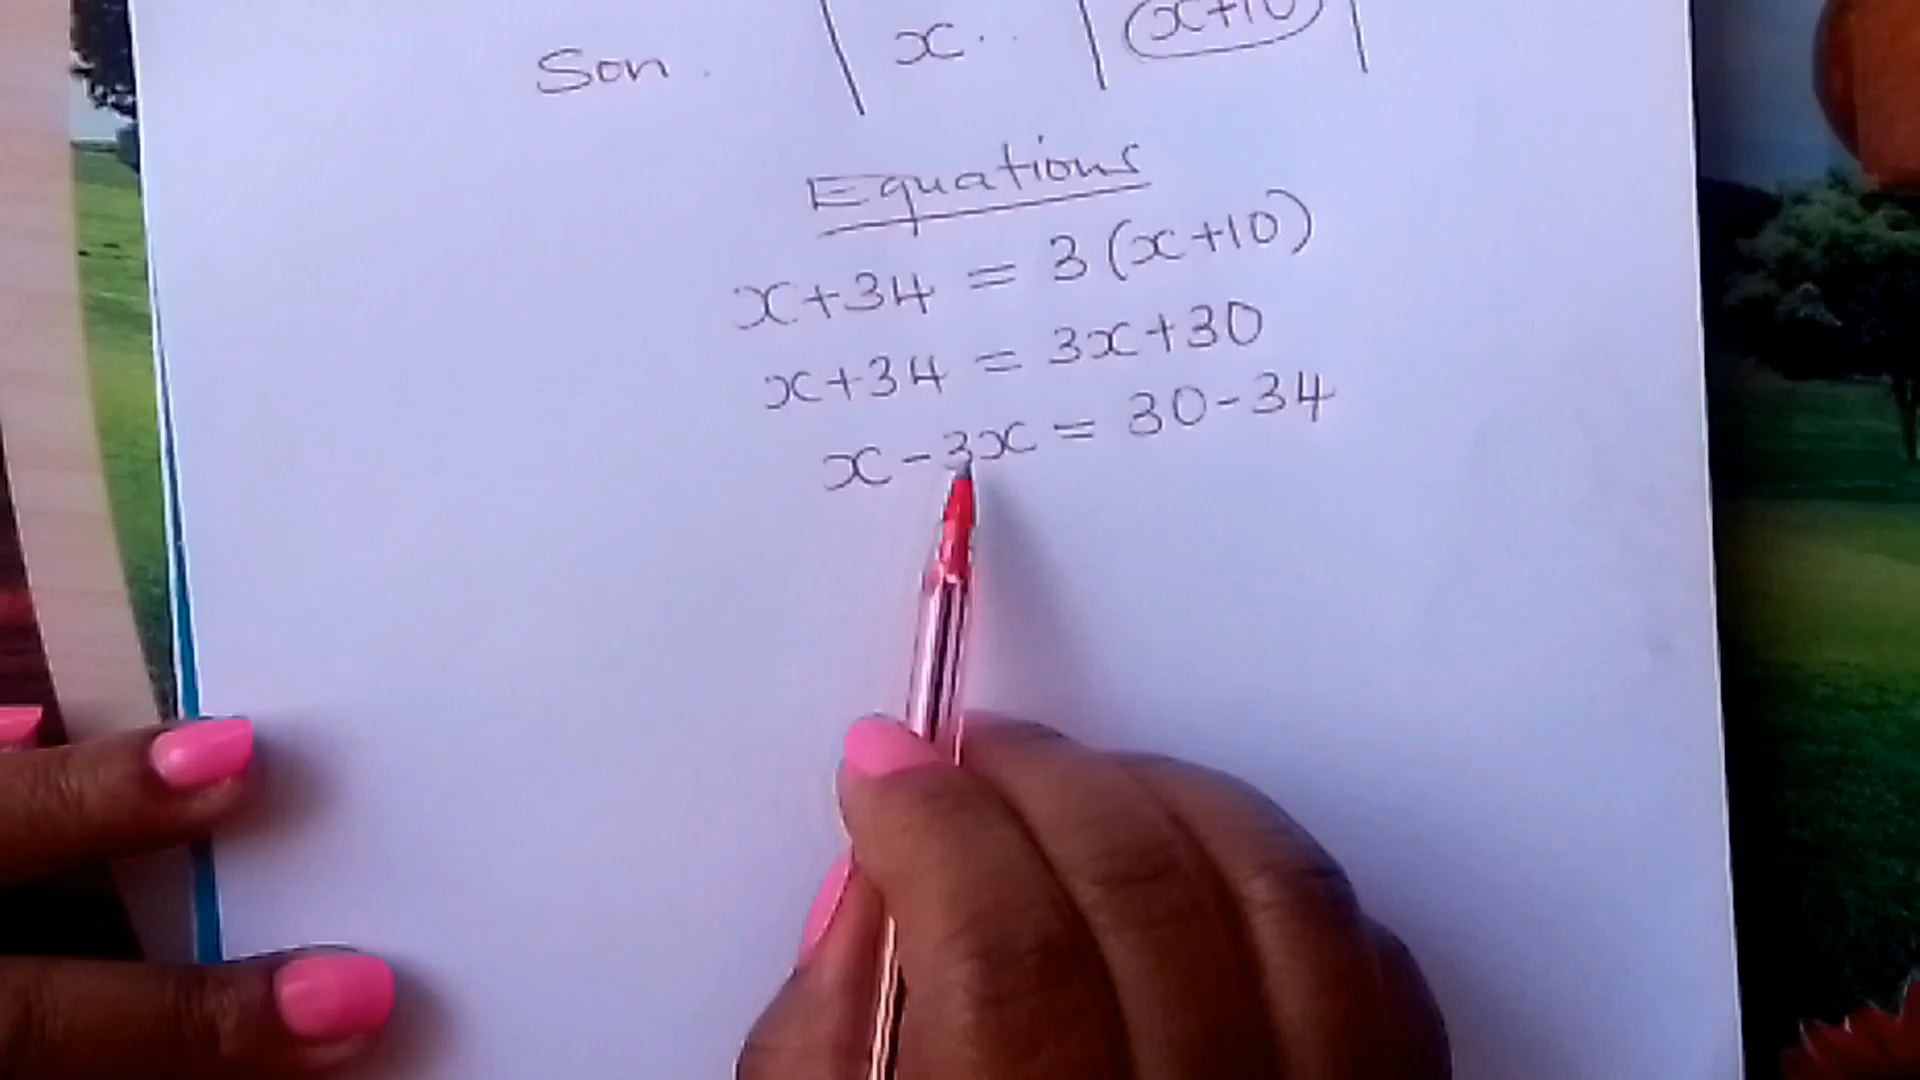 Son. | x.. | (x+10) |
Equations
x+34 = 3(x+10)
x+34 = 3x+30
x-3x = 30-34